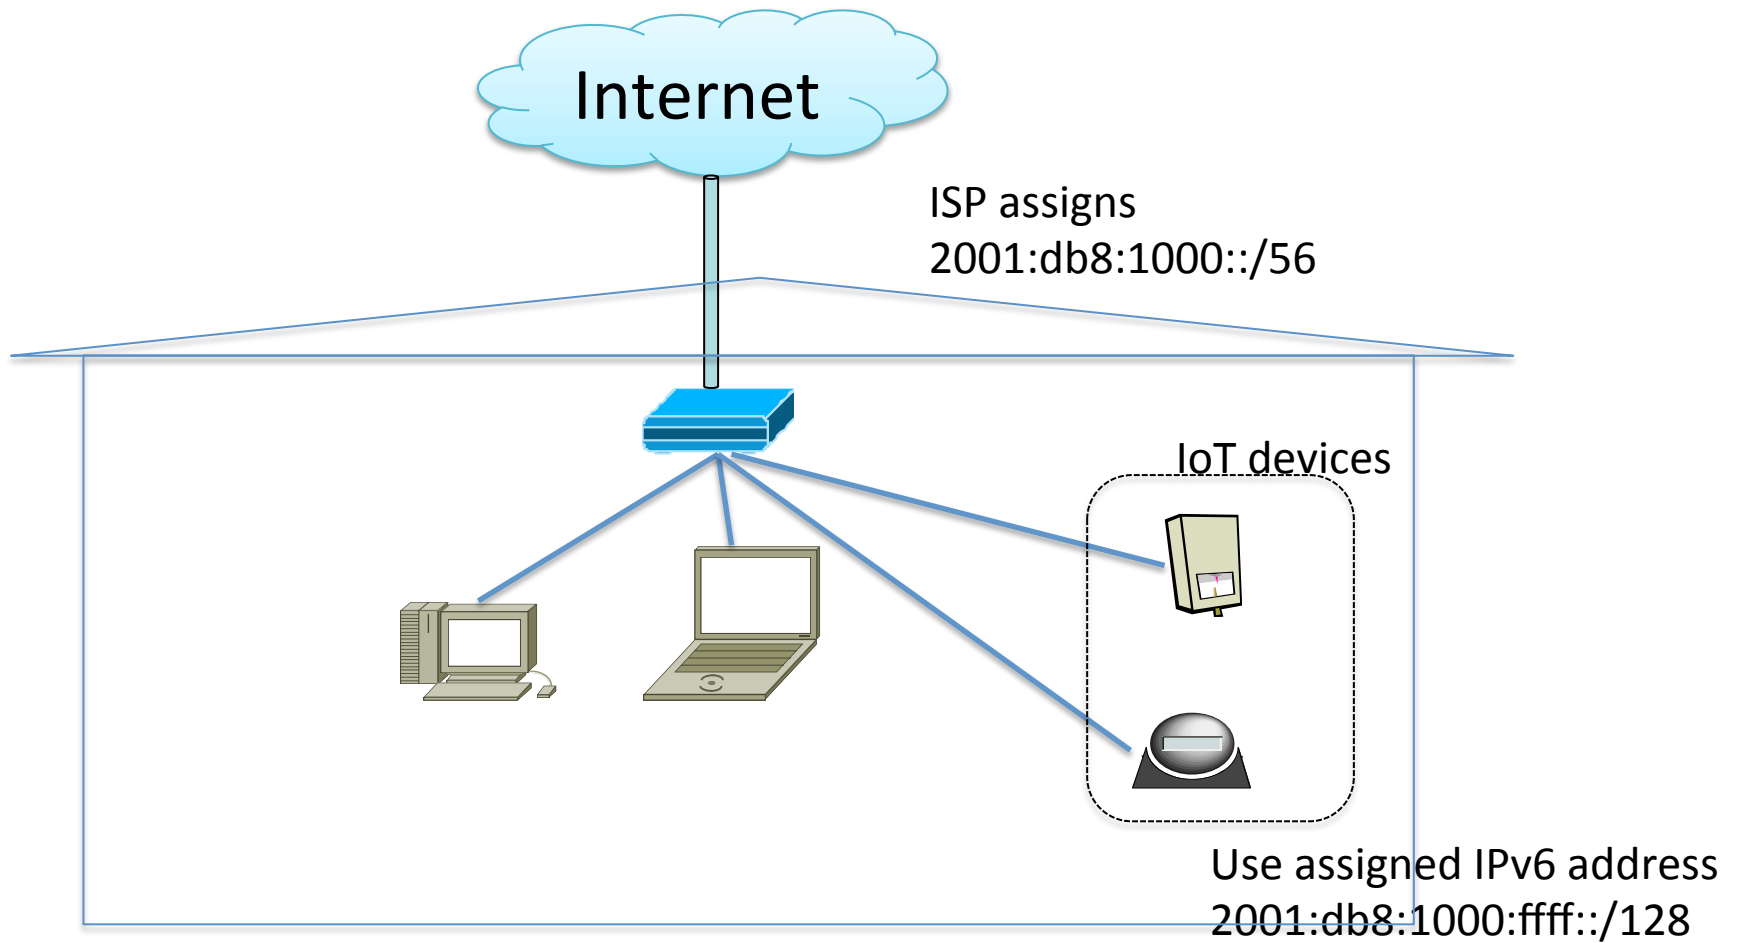 Internet
ISP assigns
2001:db8:1000::/56
IoT devices
Use assigned IPv6 address
2001:db8:1000:ffff::/128